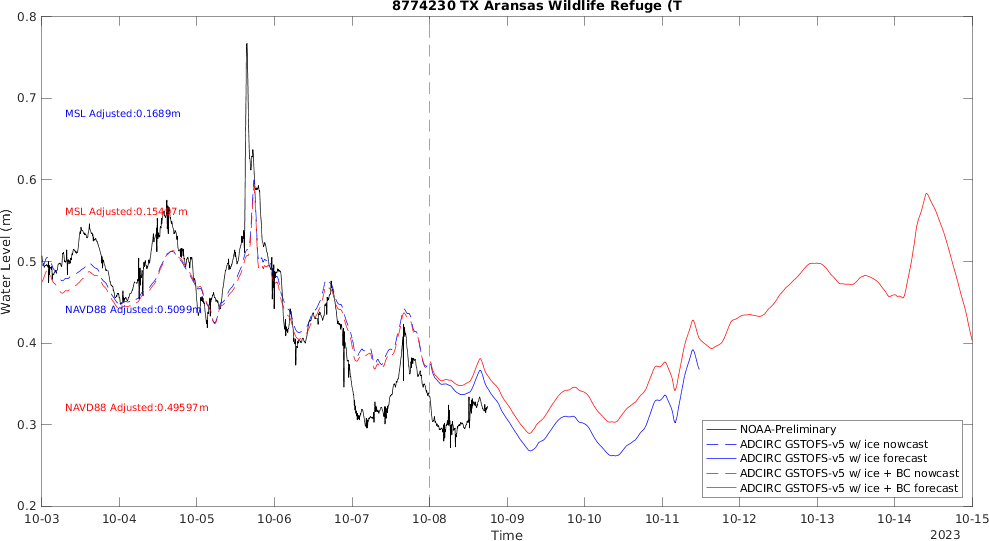 8774230 TX Aransas Wildlife Refuge (T
0.8
0.7
0.6
0.5
0.4
0.3
0.2
Water Level (m)
MSL Adjusted:0.1689m
MSL Adjusted:0.15407m
NAVD88 Adjusted:0.5099m
NAVD88 Adjusted:0.49597m
NOAA-Preliminary
ADCIRC GSTOFS-v5 w/ ice nowcast
ADCIRC GSTOFS-v5 w/ ice forecast
ADCIRC GSTOFS-v5 w/ ice + BC nowcast
ADCIRC GSTOFS-v5 w/ ice + BC forecast
10-03 10-04 10-05 10-06 10-07 10-08 10-09 10-10 10-11 10-12 10-13 10-14 10-15
Time
2023